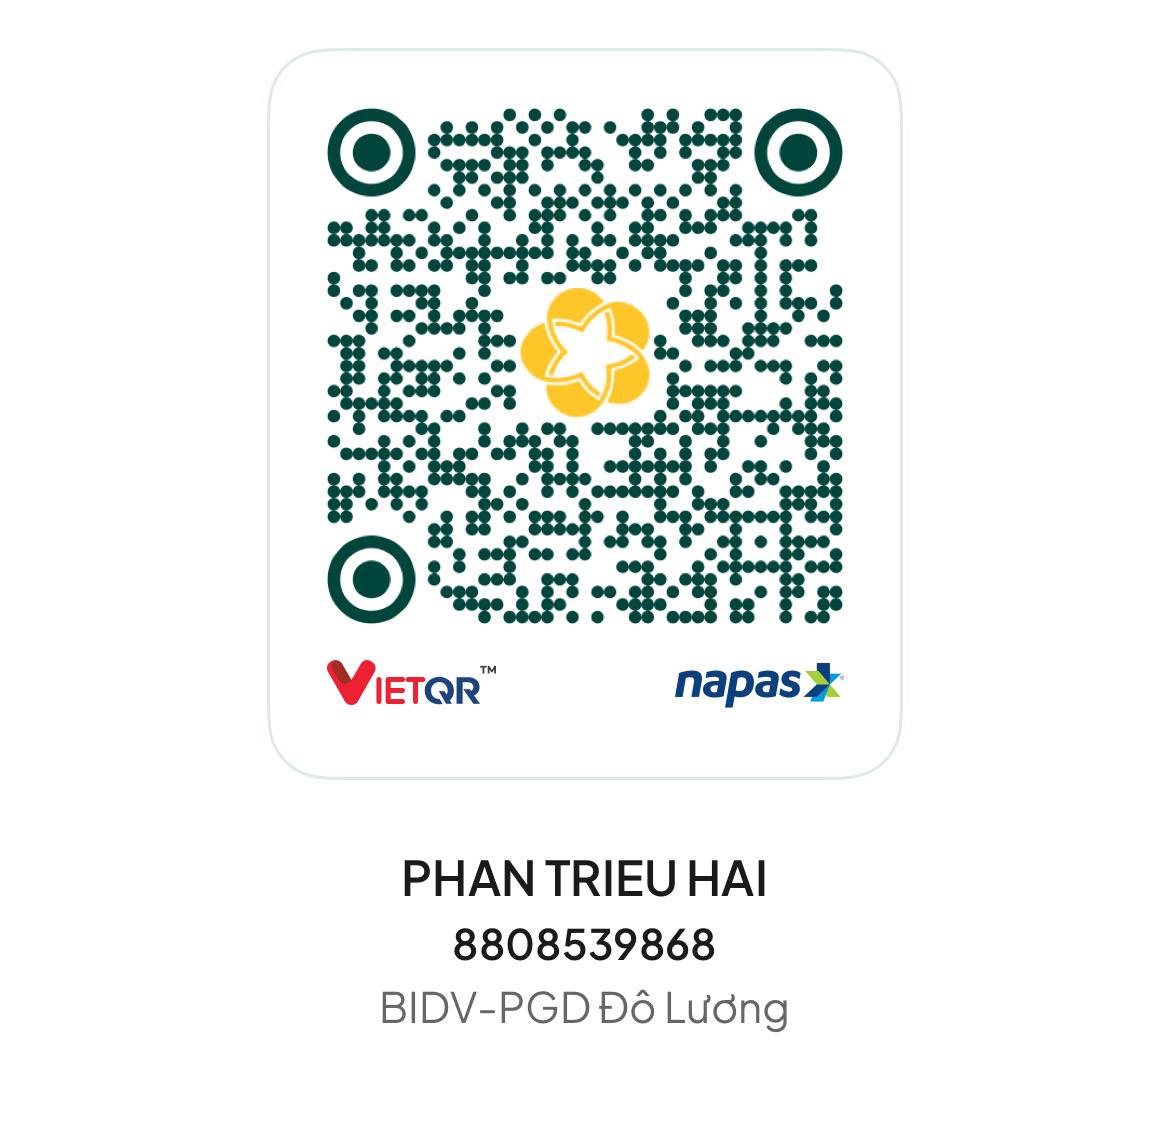 VIETQR™
napas®
PHAN TRIEU HAI
8808539868
BIDV-PGD Đô Lương